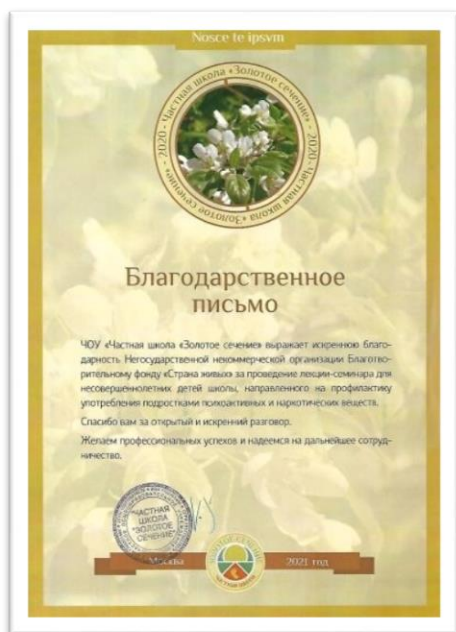 Nosce te ipsvm
2020 - Частная школа «Золотое сечение» - 2020 - Частная школа «Золотое сечение» -
Благодарственное
письмо
ЧОУ «Частная школа «Золотое сечение» выражает искреннюю благо-
дарность Негосударственной некоммерческой организации Благотво-
рительному фонду «Страна живых» за проведение лекции-семинара для
несовершеннолетних детей школы, направленного на профилактику
употребления подростками психоактивных и наркотических веществ.
Спасибо вам за открытый и искренний разговор.
Желаем профессиональных успехов и надеемся на дальнейшее сотруд-
ничество.
"ЧАСТНАЯ
ШКОЛА
"ЗОЛОТОЕ
СЕЧЕНИЕ"
Москва
ЗОЛОТОЕ СЕЧЕНИЕ
2021 год